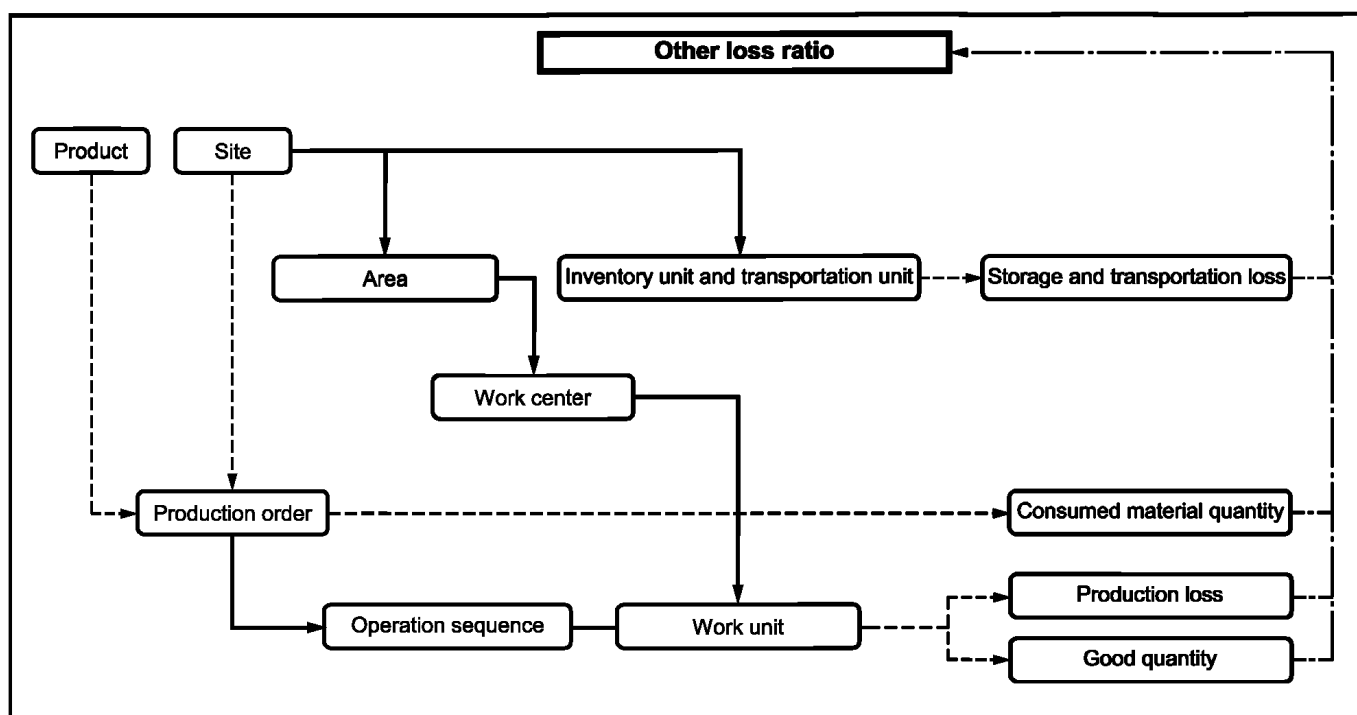 Other loss ratio
Product
Site
Area
Inventory unit and transportation unit
Storage and transportation loss
Work center
Production order
Consumed material quantity
Production loss
Operation sequence
Work unit
Good quantity